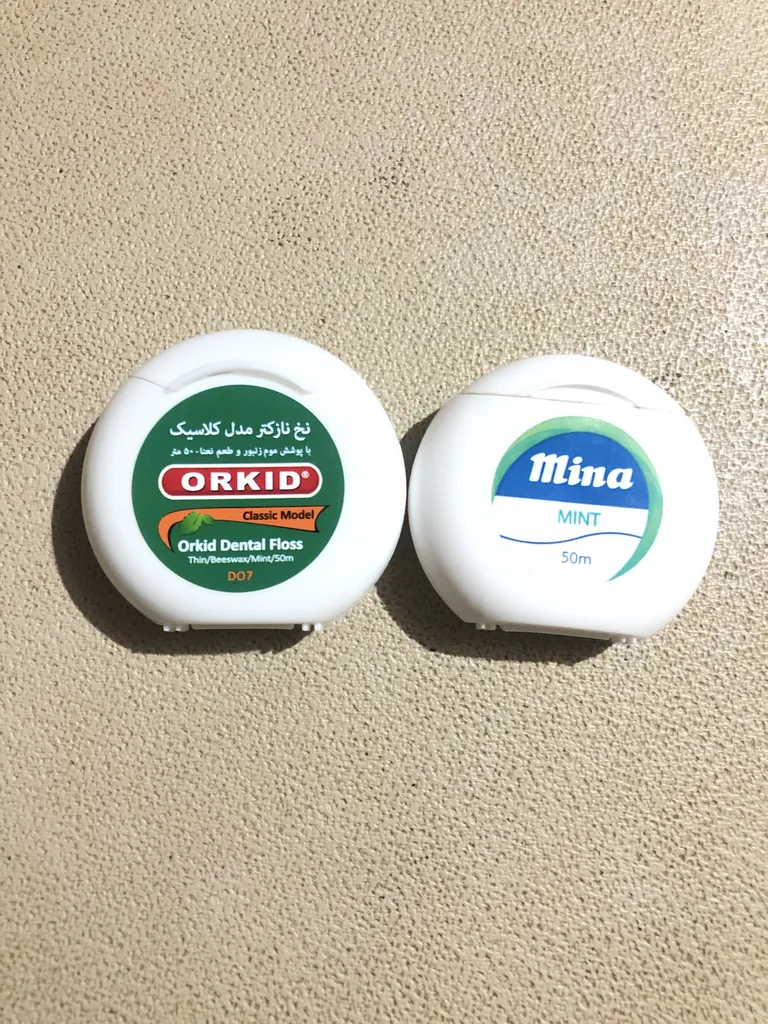 نخ نازکتر مدل کلاسیک
با پوشش موم زنبور و طعم نعنا-۵۰ متر
ORKID®
Classic Model
Orkid Dental Floss
Thin/Beeswax/Mint/50m
DO7
Mina
MINT
50m